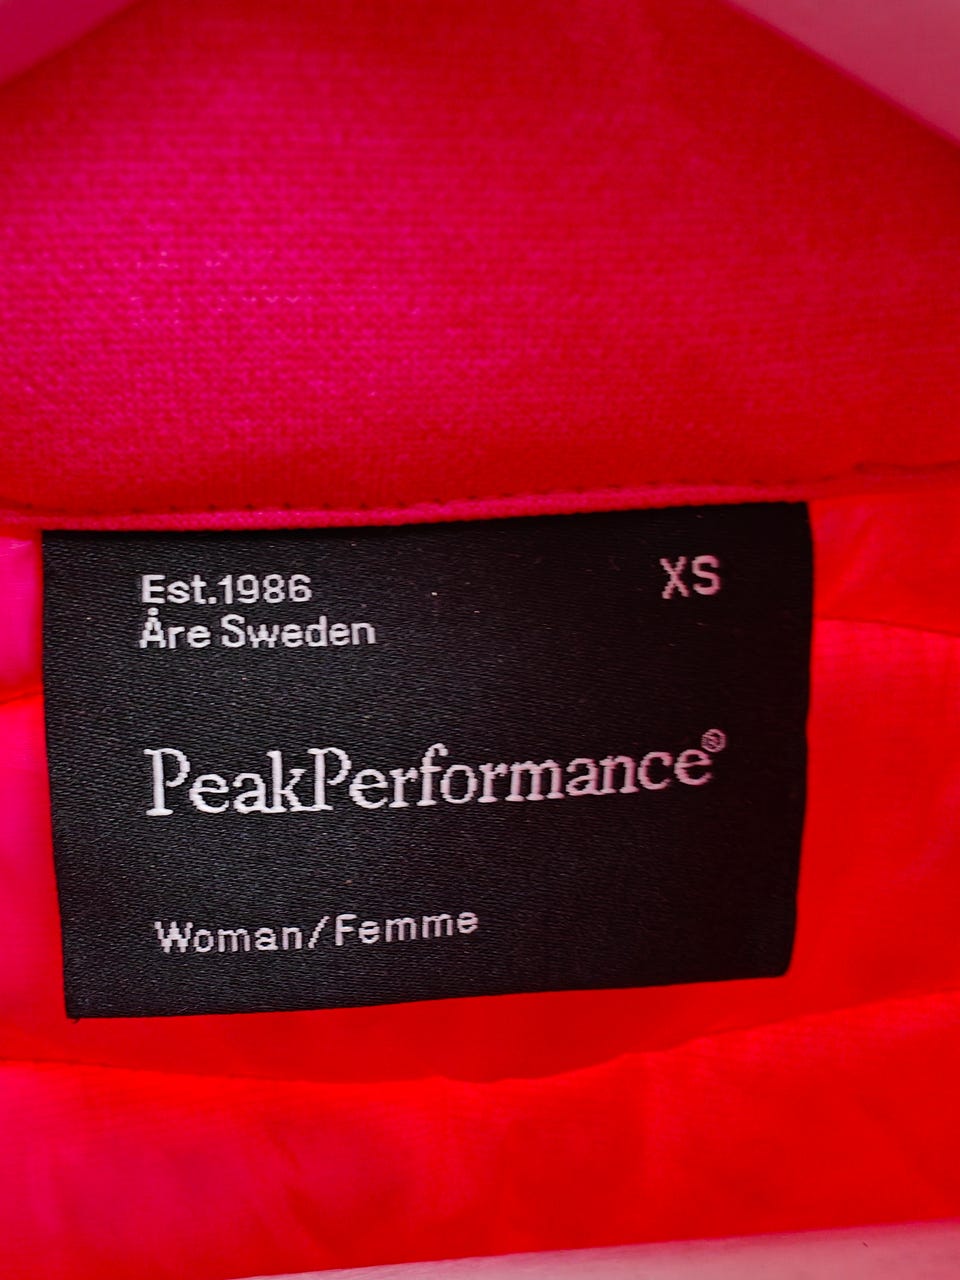 Est.1986
XS
Åre Sweden
PeakPerformance®
Woman/Femme